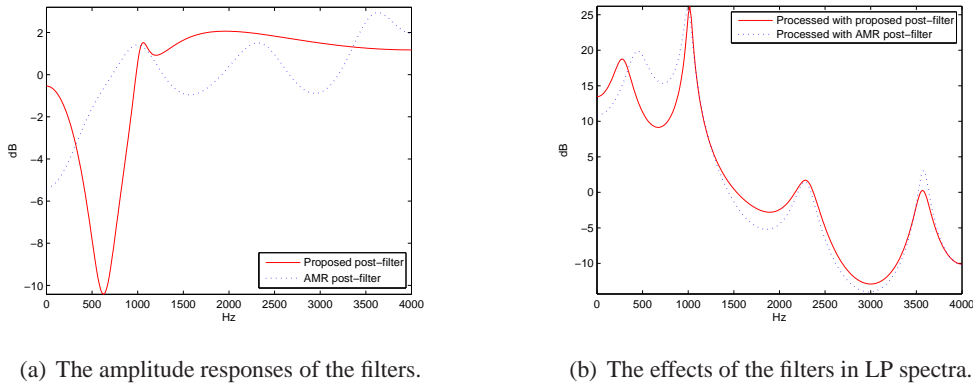 2
0
−2
−4
−6
−8
−10
dB
0 500 1000 1500 2000 2500 3000 3500 4000
Hz
Proposed post−filter
AMR post−filter
(a) The amplitude responses of the filters.
25
20
15
10
5
0
−5
−10
dB
0 500 1000 1500 2000 2500 3000 3500 4000
Hz
Processed with proposed post−filter
Processed with AMR post−filter
(b) The effects of the filters in LP spectra.